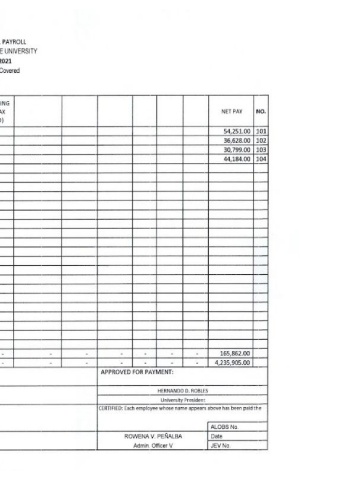 PAYROLL
E UNIVERSITY
2021
Covered
ING
AX
NET PAY NO.
54,251.00 101
36,628.00 102
30,799.00 103
44,184.00 104
- - - - - - - 165,862.00
- - - - - - - 4,235,905.00
APPROVED FOR PAYMENT:
HERNANDO D. ROBLES
University President
CERTIFIED: Each employee whose name appears above has been paid the
ALOBS No.
ROWENA V. PEÑALBA Date
Admin. Officer V JEV No.